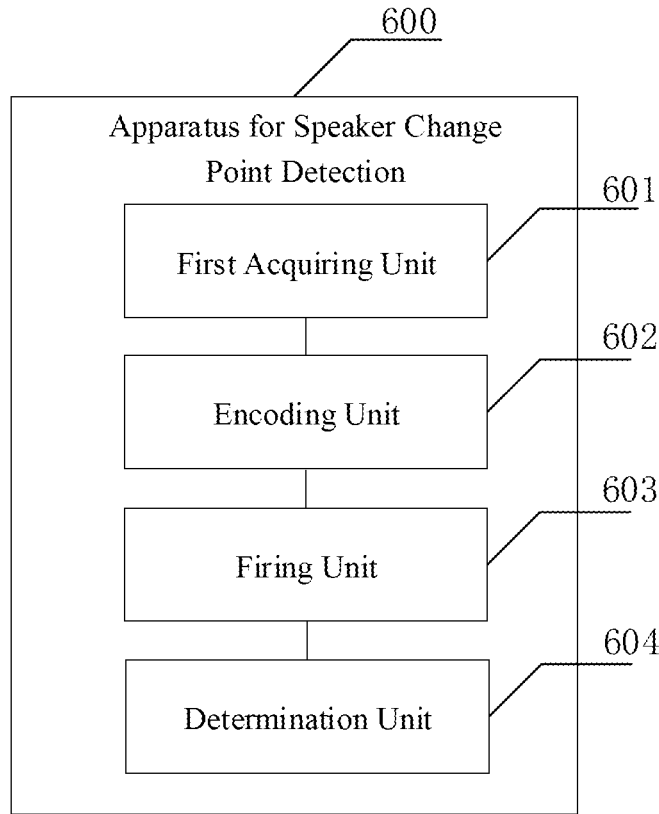 600
Apparatus for Speaker Change
Point Detection
601
First Acquiring Unit
602
Encoding Unit
603
Firing Unit
604
Determination Unit